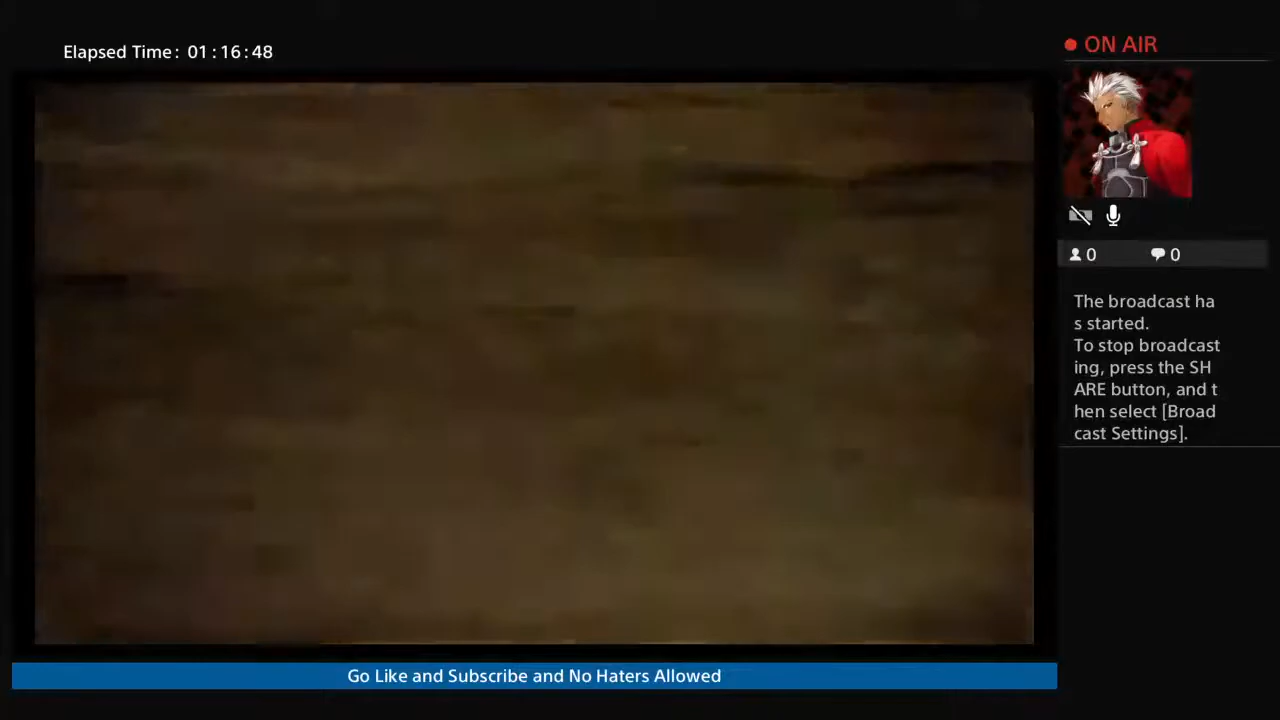 Elapsed Time: 01:16:48
ON AIR
0 0
The broadcast ha
s started.
To stop broadcast
ing, press the SH
ARE button, and t
hen select [Broad
cast Settings].
Go Like and Subscribe and No Haters Allowed